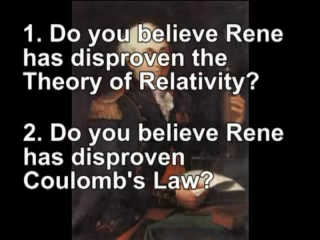 1. Do you believe Rene
has disproven the
Theory of Relativity?
2. Do you believe Rene
has disproven
Coulomb's Law?